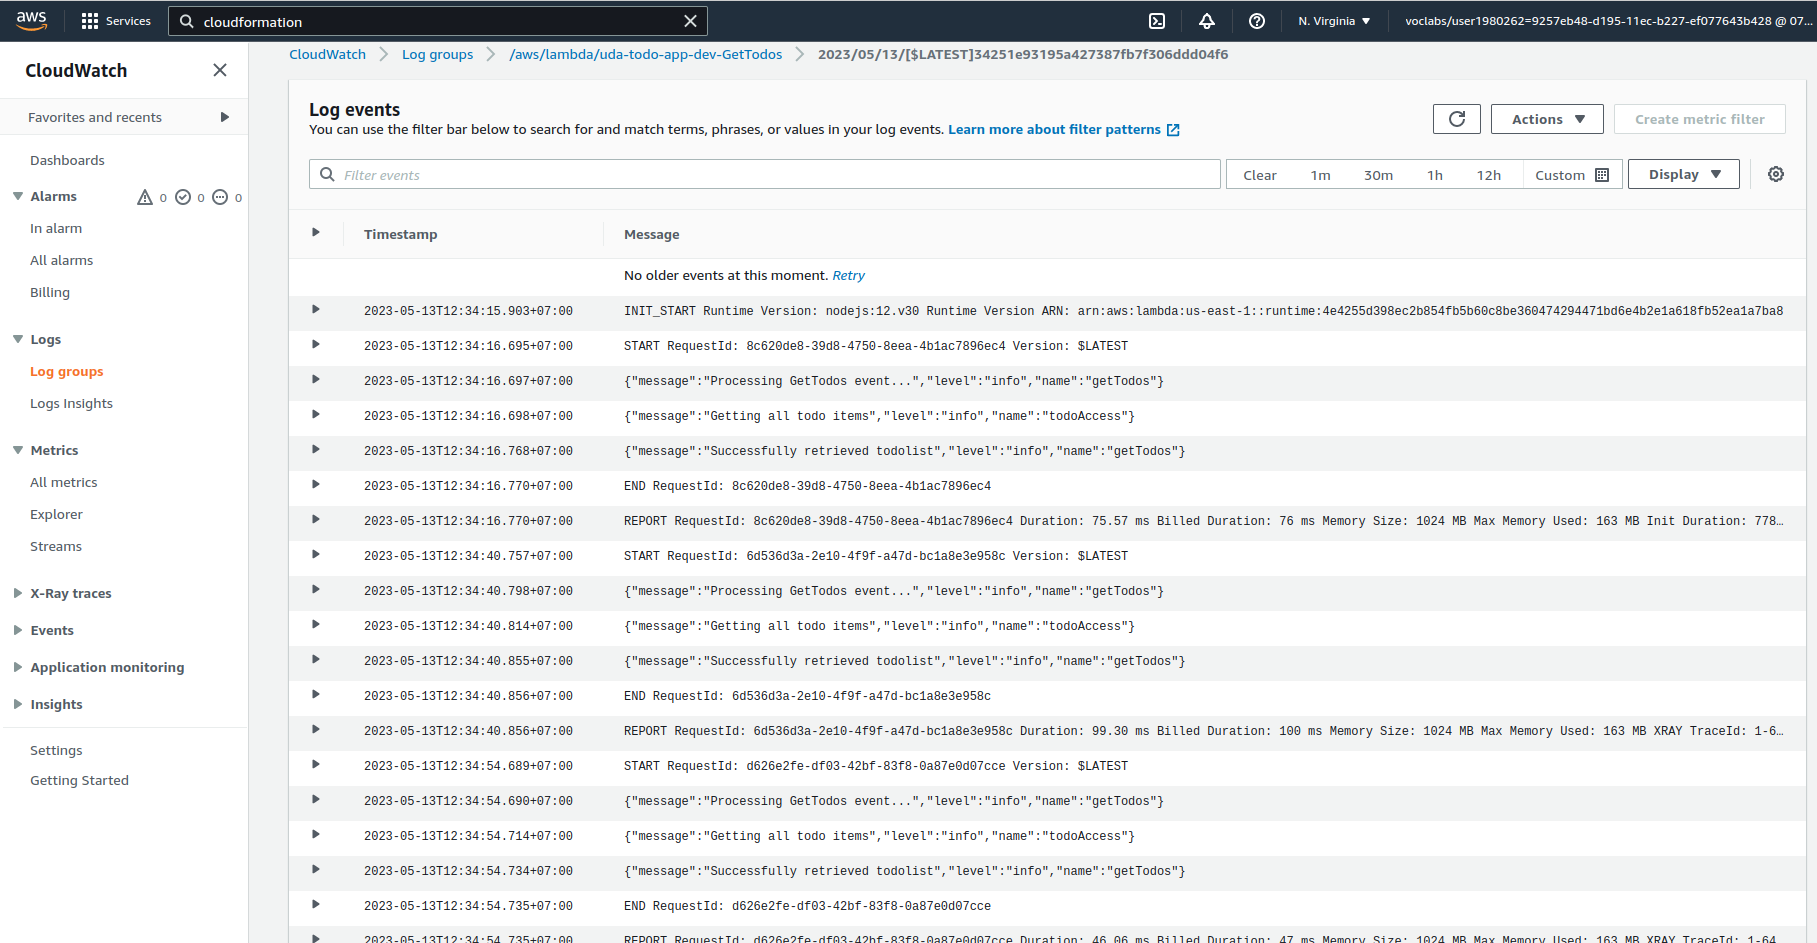 aws Services cloudformation N. Virginia voclabs/user1980262=9257eb48-d195-11ec-b227-ef077643b428 @ 07...
CloudWatch
Favorites and recents
Dashboards
Alarms 0 0 0
In alarm
All alarms
Billing
Logs
Log groups
Logs Insights
Metrics
All metrics
Explorer
Streams
X-Ray traces
Events
Application monitoring
Insights
Settings
Getting Started
CloudWatch Log groups /aws/lambda/uda-todo-app-dev-GetTodos 2023/05/13/[$LATEST]34251e93195a427387fb7f306ddd04f6
Log events
You can use the filter bar below to search for and match terms, phrases, or values in your log events. Learn more about filter patterns
Actions Create metric filter
Filter events Clear 1m 30m 1h 12h Custom Display
Timestamp Message
No older events at this moment. Retry
2023-05-13T12:34:15.903+07:00 INIT_START Runtime Version: nodejs:12.v30 Runtime Version ARN: arn:aws:lambda:us-east-1::runtime:4e4255d398ec2b854fb5b60c8be360474294471bd6e4b2e1a618fb52ea1a7ba8
2023-05-13T12:34:16.695+07:00 START RequestId: 8c620de8-39d8-4750-8eea-4b1ac7896ec4 Version: $LATEST
2023-05-13T12:34:16.697+07:00 {"message":"Processing GetTodos event...","level":"info","name":"getTodos"}
2023-05-13T12:34:16.698+07:00 {"message":"Getting all todo items","level":"info","name":"todoAccess"}
2023-05-13T12:34:16.768+07:00 {"message":"Successfully retrieved todolist","level":"info","name":"getTodos"}
2023-05-13T12:34:16.770+07:00 END RequestId: 8c620de8-39d8-4750-8eea-4b1ac7896ec4
2023-05-13T12:34:16.770+07:00 REPORT RequestId: 8c620de8-39d8-4750-8eea-4b1ac7896ec4 Duration: 75.57 ms Billed Duration: 76 ms Memory Size: 1024 MB Max Memory Used: 163 MB Init Duration: 778…
2023-05-13T12:34:40.757+07:00 START RequestId: 6d536d3a-2e10-4f9f-a47d-bc1a8e3e958c Version: $LATEST
2023-05-13T12:34:40.798+07:00 {"message":"Processing GetTodos event...","level":"info","name":"getTodos"}
2023-05-13T12:34:40.814+07:00 {"message":"Getting all todo items","level":"info","name":"todoAccess"}
2023-05-13T12:34:40.855+07:00 {"message":"Successfully retrieved todolist","level":"info","name":"getTodos"}
2023-05-13T12:34:40.856+07:00 END RequestId: 6d536d3a-2e10-4f9f-a47d-bc1a8e3e958c
2023-05-13T12:34:40.856+07:00 REPORT RequestId: 6d536d3a-2e10-4f9f-a47d-bc1a8e3e958c Duration: 99.30 ms Billed Duration: 100 ms Memory Size: 1024 MB Max Memory Used: 163 MB XRAY TraceId: 1-6…
2023-05-13T12:34:54.689+07:00 START RequestId: d626e2fe-df03-42bf-83f8-0a87e0d07cce Version: $LATEST
2023-05-13T12:34:54.690+07:00 {"message":"Processing GetTodos event...","level":"info","name":"getTodos"}
2023-05-13T12:34:54.714+07:00 {"message":"Getting all todo items","level":"info","name":"todoAccess"}
2023-05-13T12:34:54.734+07:00 {"message":"Successfully retrieved todolist","level":"info","name":"getTodos"}
2023-05-13T12:34:54.735+07:00 END RequestId: d626e2fe-df03-42bf-83f8-0a87e0d07cce
2023-05-13T12:34:54.735+07:00 REPORT RequestId: d626e2fe-df03-42bf-83f8-0a87e0d07cce Duration: 46.06 ms Billed Duration: 47 ms Memory Size: 1024 MB Max Memory Used: 163 MB XRAY TraceId: 1-64…